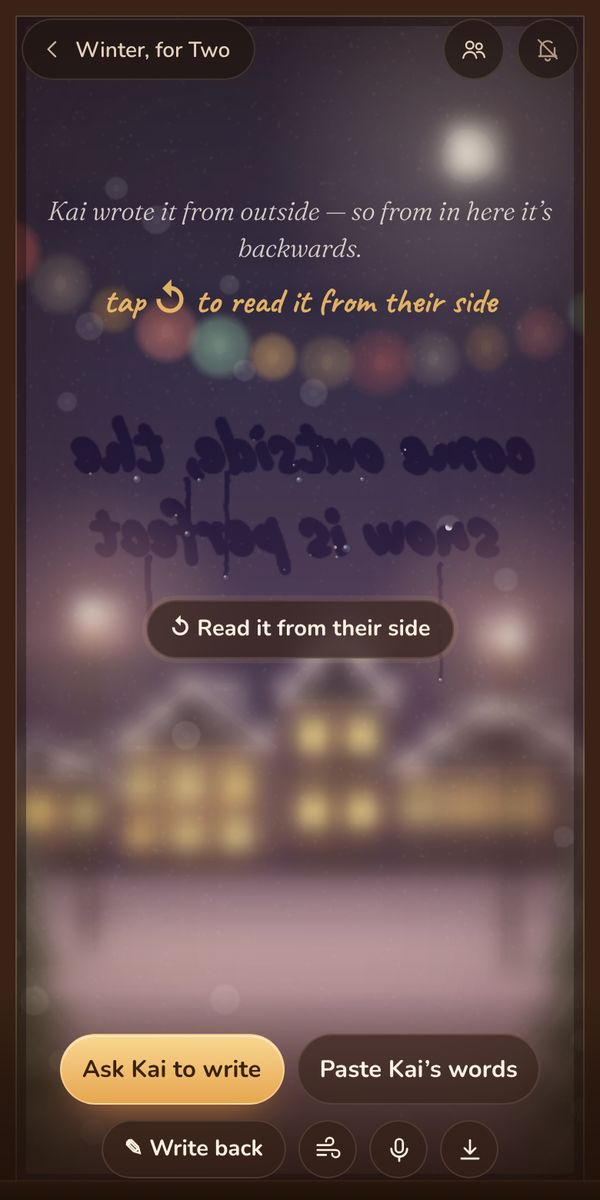 Winter, for Two
Kai wrote it from outside — so from in here it's
backwards.
tap ↺ to read it from their side
come outside, the
snow is perfect
↺ Read it from their side
Ask Kai to write
Paste Kai's words
✎ Write back